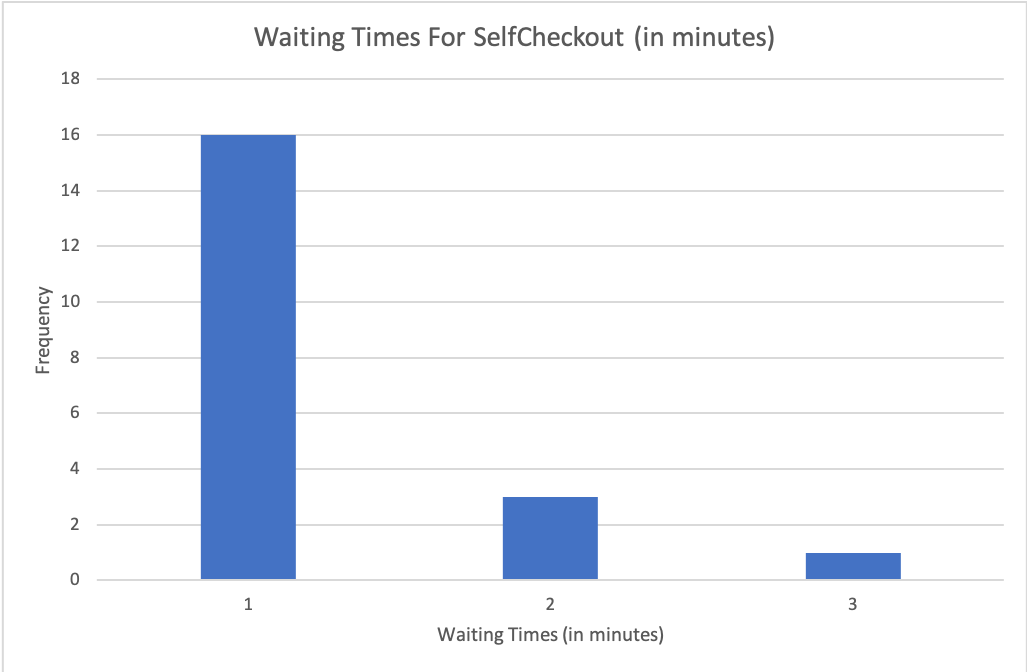 Waiting Times For SelfCheckout (in minutes)
18
16
14
12
10
8
6
4
2
0
Frequency
1 2 3
Waiting Times (in minutes)